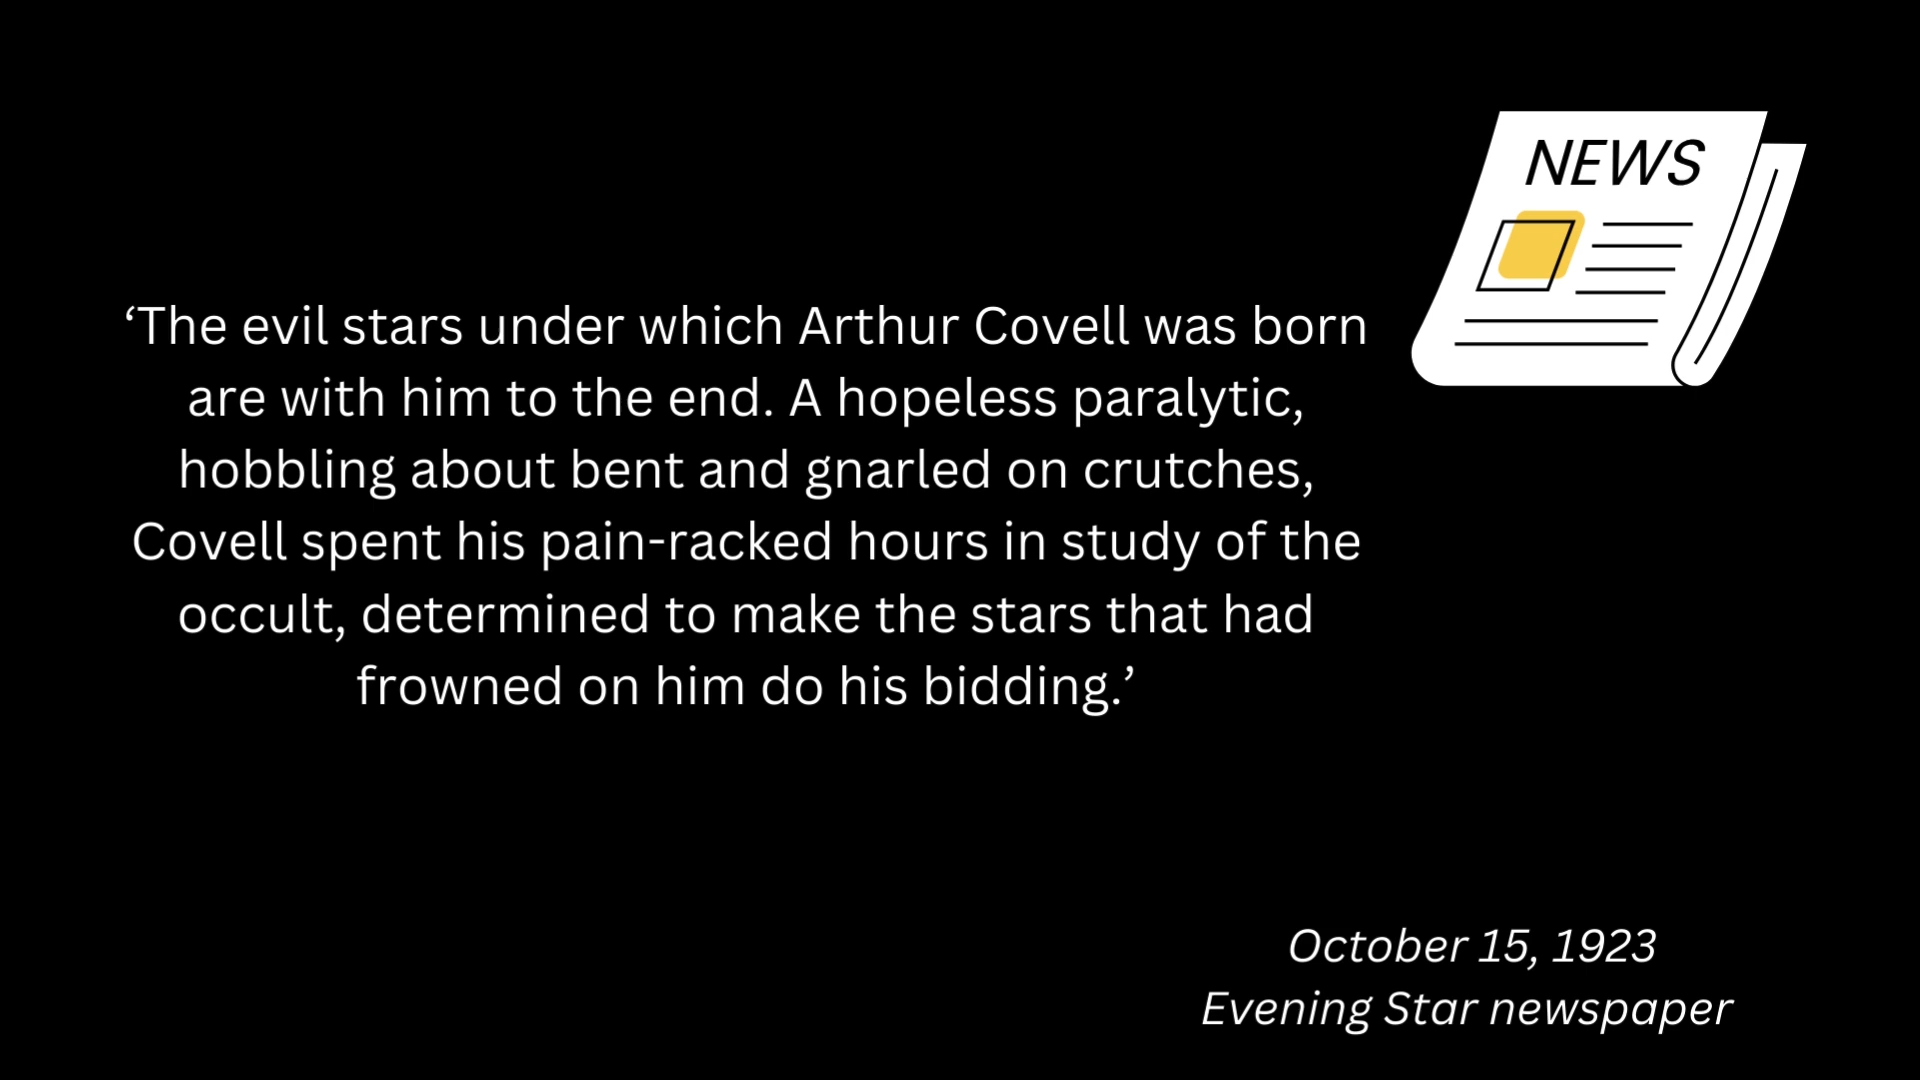 NEWS
‘The evil stars under which Arthur Covell was born
are with him to the end. A hopeless paralytic,
hobbling about bent and gnarled on crutches,
Covell spent his pain-racked hours in study of the
occult, determined to make the stars that had
frowned on him do his bidding.’
October 15, 1923
Evening Star newspaper